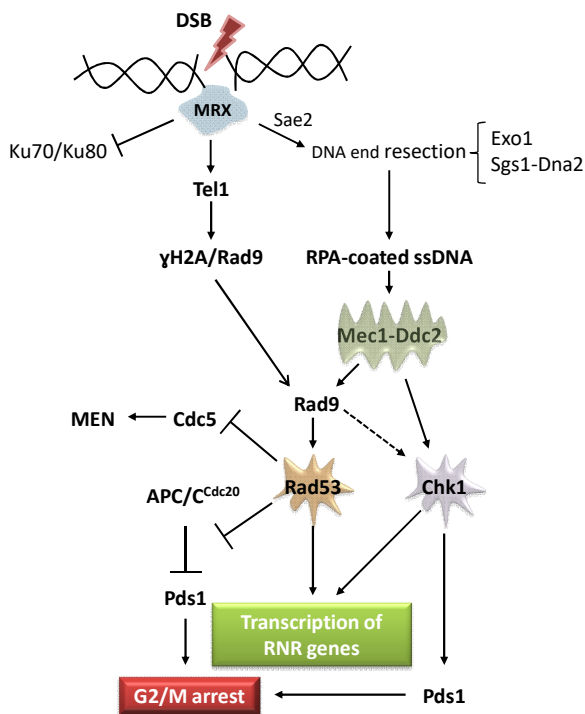 DSB
MRX
Sae2
Ku70/Ku80
DNA end resection
Exo1
Sgs1-Dna2
Tel1
ɣH2A/Rad9
RPA-coated ssDNA
Mec1-Ddc2
Rad9
MEN
Cdc5
Rad53
Chk1
APC/C^Cdc20
Pds1
Transcription of
RNR genes
G2/M arrest
Pds1